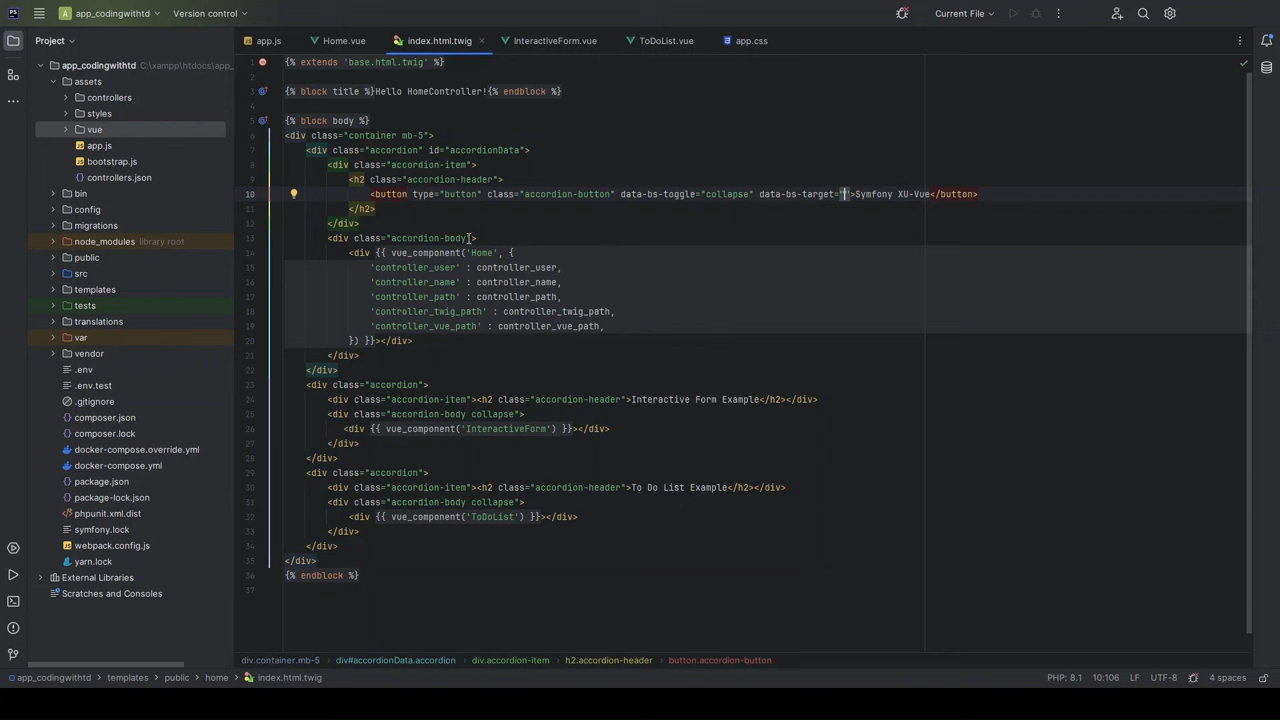 PS
A app_codingwithtd
Version control
Current File
Project
app.js
Home.vue
index.html.twig
InteractiveForm.vue
ToDoList.vue
app.css
app_codingwithtd C:\xampp\htdocs\app_c
assets
controllers
styles
vue
app.js
bootstrap.js
controllers.json
bin
config
migrations
node_modules library root
public
src
templates
tests
translations
var
vendor
.env
.env.test
.gitignore
composer.json
composer.lock
docker-compose.override.yml
docker-compose.yml
package.json
package-lock.json
phpunit.xml.dist
symfony.lock
webpack.config.js
yarn.lock
External Libraries
Scratches and Consoles
1 {% extends 'base.html.twig' %}
2
3 {% block title %}Hello HomeController!{% endblock %}
4
5 {% block body %}
6 <div class="container mb-5">
7 <div class="accordion" id="accordionData">
8 <div class="accordion-item">
9 <h2 class="accordion-header">
10 <button type="button" class="accordion-button" data-bs-toggle="collapse" data-bs-target="">Symfony XU-Vue</button>
11 </h2>
12 </div>
13 <div class="accordion-body">
14 <div {{ vue_component('Home', {
15 'controller_user' : controller_user,
16 'controller_name' : controller_name,
17 'controller_path' : controller_path,
18 'controller_twig_path' : controller_twig_path,
19 'controller_vue_path' : controller_vue_path,
20 }) }}></div>
21 </div>
22 </div>
23 <div class="accordion">
24 <div class="accordion-item"><h2 class="accordion-header">Interactive Form Example</h2></div>
25 <div class="accordion-body collapse">
26 <div {{ vue_component('InteractiveForm') }}></div>
27 </div>
28 </div>
29 <div class="accordion">
30 <div class="accordion-item"><h2 class="accordion-header">To Do List Example</h2></div>
31 <div class="accordion-body collapse">
32 <div {{ vue_component('ToDoList') }}></div>
33 </div>
34 </div>
35 </div>
36 {% endblock %}
37
div.container.mb-5 div#accordionData.accordion div.accordion-item h2.accordion-header button.accordion-button
app_codingwithtd > templates > public > home > index.html.twig
PHP: 8.1 10:106 LF UTF-8 4 spaces